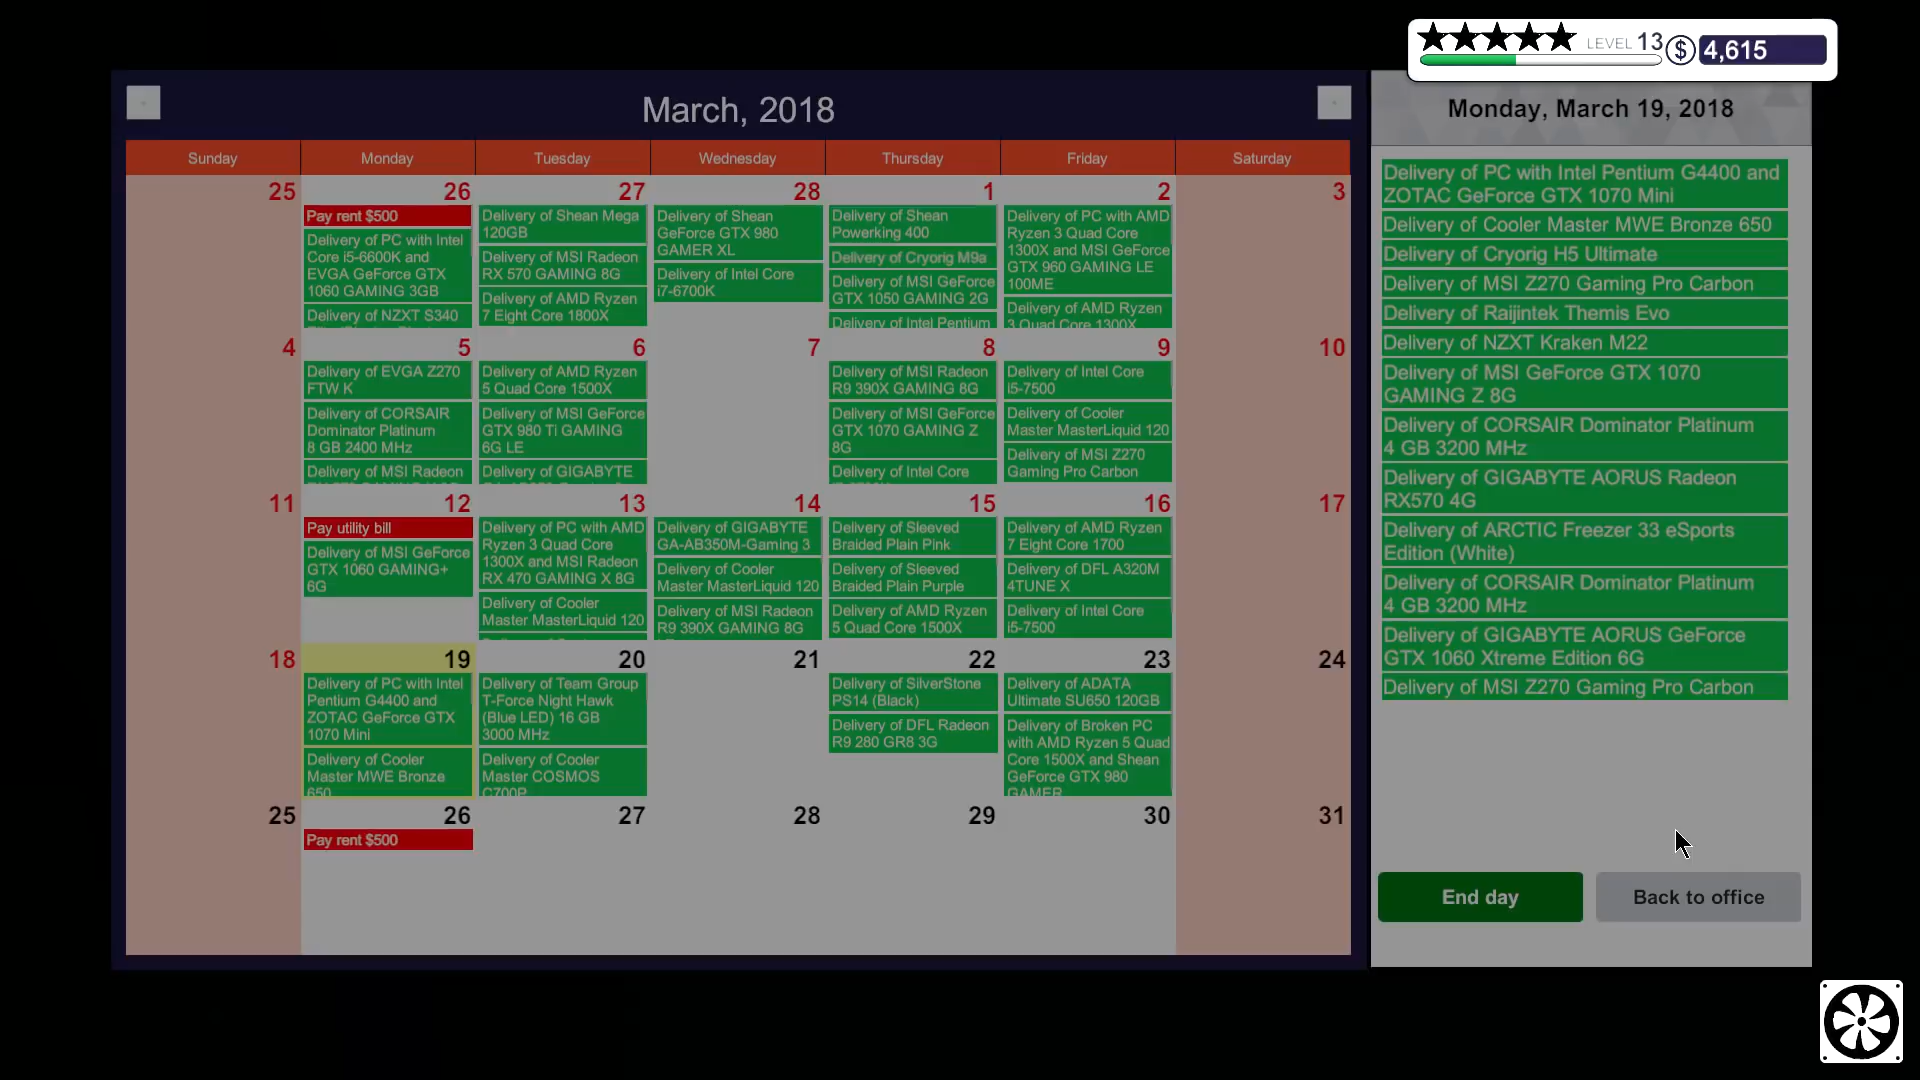 LEVEL 13
$ 4,615
March, 2018
Monday, March 19, 2018
Sunday
Monday
Tuesday
Wednesday
Thursday
Friday
Saturday
25
26
27
28
1
2
3
Pay rent $500
Delivery of PC with Intel
Core i5-6600K and
EVGA GeForce GTX
1060 GAMING 3GB
Delivery of NZXT S340
Delivery of Shean Mega
120GB
Delivery of MSI Radeon
RX 570 GAMING 8G
Delivery of AMD Ryzen
7 Eight Core 1800X
Delivery of Shean
GeForce GTX 980
GAMER XL
Delivery of Intel Core
i7-6700K
Delivery of Shean
Powerking 400
Delivery of Cryorig M9a
Delivery of MSI GeForce
GTX 1050 GAMING 2G
Delivery of Intel Pentium
Delivery of PC with AMD
Ryzen 3 Quad Core
1300X and MSI GeForce
GTX 960 GAMING LE
100ME
Delivery of AMD Ryzen
3 Quad Core 1300X
4
5
6
7
8
9
10
Delivery of EVGA Z270
FTW K
Delivery of CORSAIR
Dominator Platinum
8 GB 2400 MHz
Delivery of MSI Radeon
Delivery of AMD Ryzen
5 Quad Core 1500X
Delivery of MSI GeForce
GTX 980 Ti GAMING
6G LE
Delivery of GIGABYTE
Delivery of MSI Radeon
R9 390X GAMING 8G
Delivery of MSI GeForce
GTX 1070 GAMING Z
8G
Delivery of Intel Core
Delivery of Intel Core
i5-7500
Delivery of Cooler
Master MasterLiquid 120
Delivery of MSI Z270
Gaming Pro Carbon
11
12
13
14
15
16
17
Pay utility bill
Delivery of MSI GeForce
GTX 1060 GAMING+
6G
Delivery of PC with AMD
Ryzen 3 Quad Core
1300X and MSI Radeon
RX 470 GAMING X 8G
Delivery of Cooler
Master MasterLiquid 120
Delivery of GIGABYTE
GA-AB350M-Gaming 3
Delivery of Cooler
Master MasterLiquid 120
Delivery of MSI Radeon
R9 390X GAMING 8G
Delivery of Sleeved
Braided Plain Pink
Delivery of Sleeved
Braided Plain Purple
Delivery of AMD Ryzen
5 Quad Core 1500X
Delivery of AMD Ryzen
7 Eight Core 1700
Delivery of DFL A320M
4TUNE X
Delivery of Intel Core
i5-7500
18
19
20
21
22
23
24
Delivery of PC with Intel
Pentium G4400 and
ZOTAC GeForce GTX
1070 Mini
Delivery of Cooler
Master MWE Bronze
650
Delivery of Team Group
T-Force Night Hawk
(Blue LED) 16 GB
3000 MHz
Delivery of Cooler
Master COSMOS
C700P
Delivery of SilverStone
PS14 (Black)
Delivery of DFL Radeon
R9 280 GR8 3G
Delivery of ADATA
Ultimate SU650 120GB
Delivery of Broken PC
with AMD Ryzen 5 Quad
Core 1500X and Shean
GeForce GTX 980
GAMER
25
26
27
28
29
30
31
Pay rent $500
Delivery of PC with Intel Pentium G4400 and
ZOTAC GeForce GTX 1070 Mini
Delivery of Cooler Master MWE Bronze 650
Delivery of Cryorig H5 Ultimate
Delivery of MSI Z270 Gaming Pro Carbon
Delivery of Raijintek Themis Evo
Delivery of NZXT Kraken M22
Delivery of MSI GeForce GTX 1070
GAMING Z 8G
Delivery of CORSAIR Dominator Platinum
4 GB 3200 MHz
Delivery of GIGABYTE AORUS Radeon
RX570 4G
Delivery of ARCTIC Freezer 33 eSports
Edition (White)
Delivery of CORSAIR Dominator Platinum
4 GB 3200 MHz
Delivery of GIGABYTE AORUS GeForce
GTX 1060 Xtreme Edition 6G
Delivery of MSI Z270 Gaming Pro Carbon
End day
Back to office